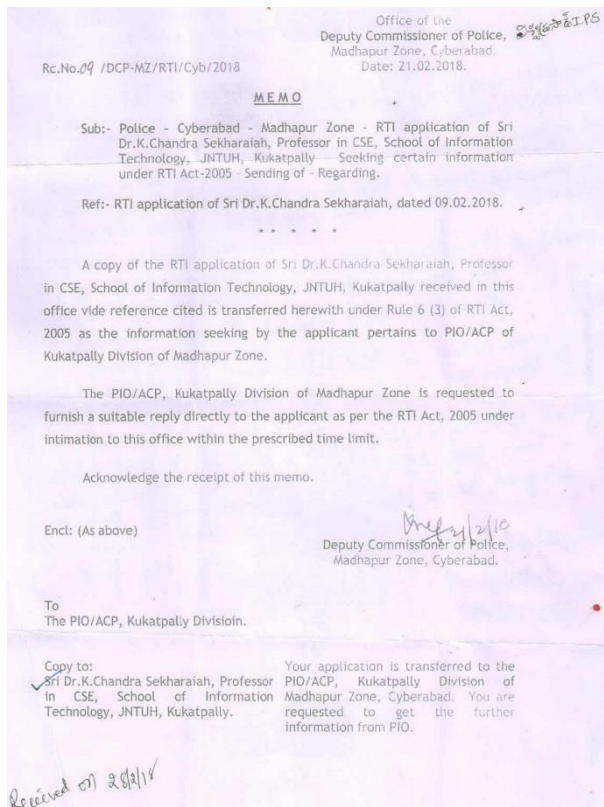 Office of the
Deputy Commissioner of Police,
IPS
Madhapur Zone, Cyberabad.
Rc.No.09 /DCP-MZ/RTI/Cyb/2018
Date: 21.02.2018.
MEMO
Sub:- Police - Cyberabad - Madhapur Zone - RTI application of Sri
Dr.K.Chandra Sekharaiah, Professor in CSE, School of Information
Technology, JNTUH, Kukatpally - Seeking certain information
under RTI Act-2005 - Sending of - Regarding.
Ref:- RTI application of Sri Dr.K.Chandra Sekharaiah, dated 09.02.2018.
* * * * *
A copy of the RTI application of Sri Dr.K.Chandra Sekharaiah, Professor
in CSE, School of Information Technology, JNTUH, Kukatpally received in this
office vide reference cited is transferred herewith under Rule 6 (3) of RTI Act,
2005 as the information seeking by the applicant pertains to PIO/ACP of
Kukatpally Division of Madhapur Zone.
The PIO/ACP, Kukatpally Division of Madhapur Zone is requested to
furnish a suitable reply directly to the applicant as per the RTI Act, 2005 under
intimation to this office within the prescribed time limit.
Acknowledge the receipt of this memo.
Encl: (As above)
21/2/18
Deputy Commissioner of Police,
Madhapur Zone, Cyberabad.
To
The PIO/ACP, Kukatpally Divisioin.
Copy to:
Sri Dr.K.Chandra Sekharaiah, Professor
in CSE, School of Information
Technology, JNTUH, Kukatpally.
Your application is transferred to the
PIO/ACP, Kukatpally Division of
Madhapur Zone, Cyberabad. You are
requested to get the further
information from PIO.
Received on 28/2/18